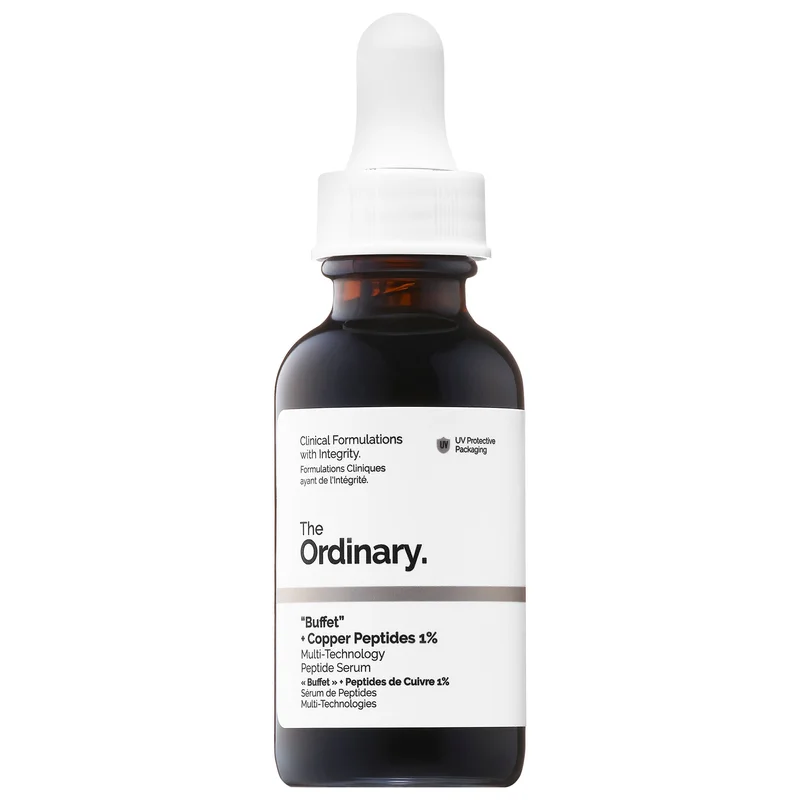 Clinical Formulations
with Integrity.
Formulations Cliniques
ayant de l'Intégrité.
UV
UV Protective
Packaging
The
Ordinary.
"Buffet"
+ Copper Peptides 1%
Multi-Technology
Peptide Serum
« Buffet » + Peptides de Cuivre 1%
Sérum de Peptides
Multi-Technologies